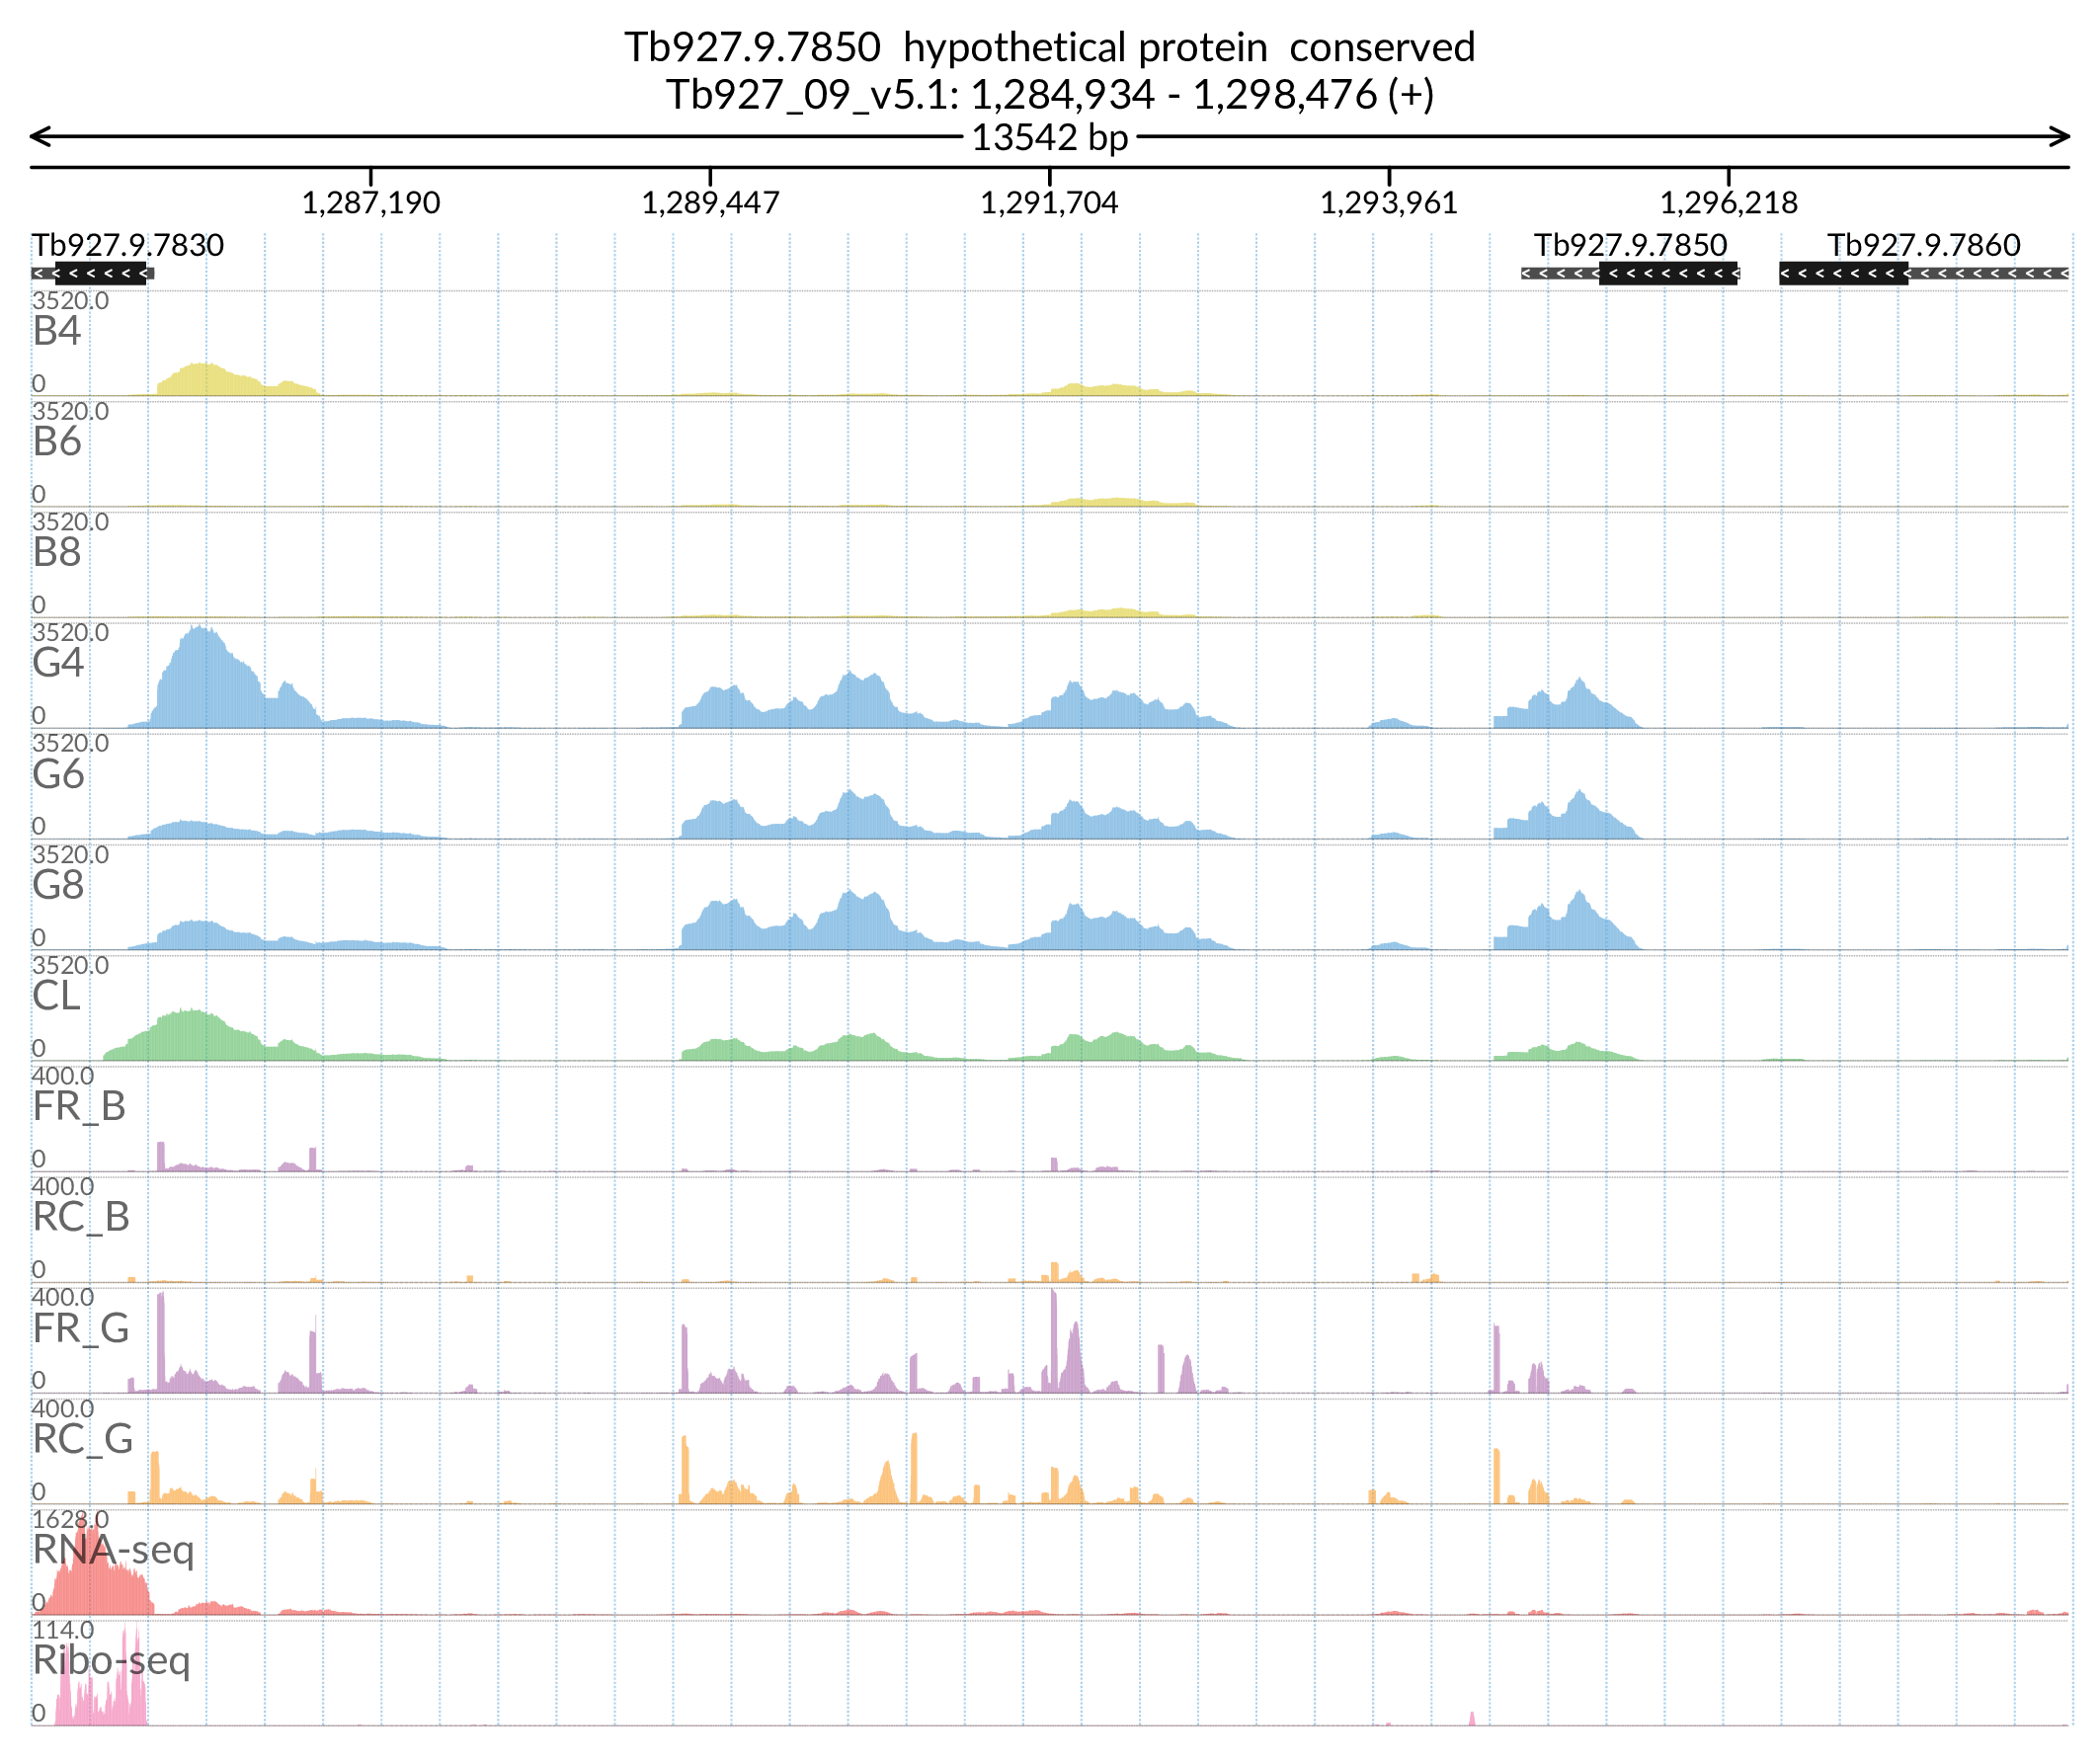 Tb927.9.7850  hypothetical protein  conserved
Tb927_09_v5.1: 1,284,934 - 1,298,476 (+)
13542 bp
1,287,190 1,289,447 1,291,704 1,293,961 1,296,218
Tb927.9.7830 Tb927.9.7850 Tb927.9.7860
3520.0
B4
0
3520.0
B6
0
3520.0
B8
0
3520.0
G4
0
3520.0
G6
0
3520.0
G8
0
3520.0
CL
0
400.0
FR_B
0
400.0
RC_B
0
400.0
FR_G
0
400.0
RC_G
0
1628.0
RNA-seq
0
114.0
Ribo-seq
0